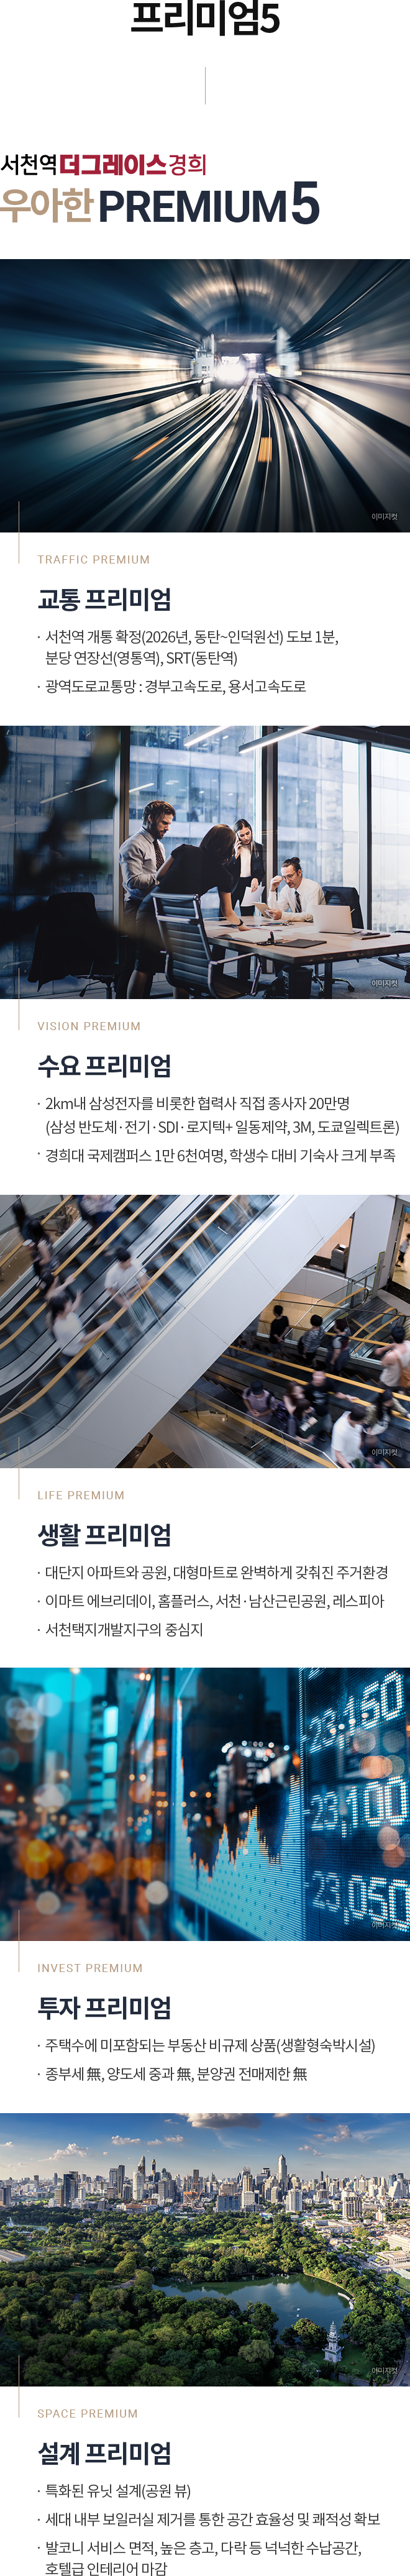 프리미엄5
서천역 더그레이스 경희
우아한 PREMIUM 5
이미지컷
TRAFFIC PREMIUM
교통 프리미엄
· 서천역 개통 확정(2026년, 동탄~인덕원선) 도보 1분,
분당 연장선(영통역), SRT(동탄역)
· 광역도로교통망 : 경부고속도로, 용서고속도로
이미지컷
VISION PREMIUM
수요 프리미엄
· 2km내 삼성전자를 비롯한 협력사 직접 종사자 20만명
(삼성 반도체·전기·SDI·로지텍+ 일동제약, 3M, 도쿄일렉트론)
· 경희대 국제캠퍼스 1만 6천여명, 학생수 대비 기숙사 크게 부족
이미지컷
LIFE PREMIUM
생활 프리미엄
· 대단지 아파트와 공원, 대형마트로 완벽하게 갖춰진 주거환경
· 이마트 에브리데이, 홈플러스, 서천·남산근린공원, 레스피아
· 서천택지개발지구의 중심지
23,160
23,100
23,050
이미지컷
INVEST PREMIUM
투자 프리미엄
· 주택수에 미포함되는 부동산 비규제 상품(생활형숙박시설)
· 종부세 無, 양도세 중과 無, 분양권 전매제한 無
이미지컷
SPACE PREMIUM
설계 프리미엄
· 특화된 유닛 설계(공원 뷰)
· 세대 내부 보일러실 제거를 통한 공간 효율성 및 쾌적성 확보
· 발코니 서비스 면적, 높은 층고, 다락 등 넉넉한 수납공간,
호텔급 인테리어 마감